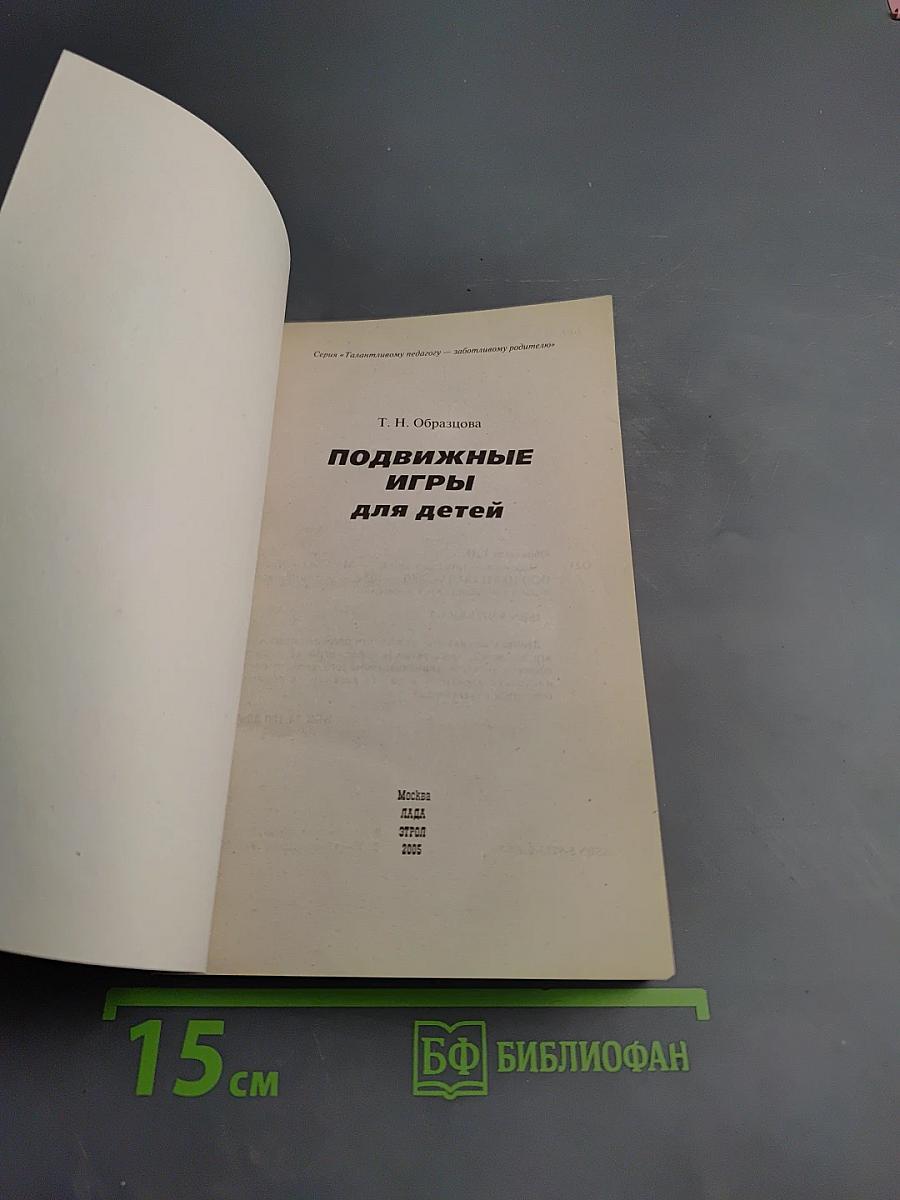 Серия «Талантливому педагогу — заботливому родителю»
Т. Н. Образцова
ПОДВИЖНЫЕ
ИГРЫ
для детей
Москва
ЛАДА
ЭТРОЛ
2005
15 см
БФ БИБЛИОФАН